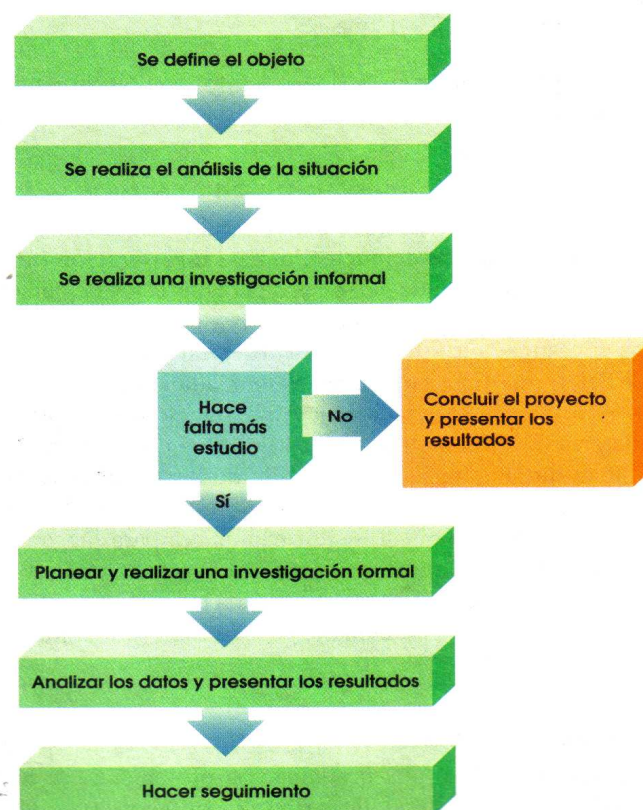 Se define el objeto
Se realiza el análisis de la situación
Se realiza una investigación informal
Hace
falta más
estudio
No
Concluir el proyecto
y presentar los
resultados
Sí
Planear y realizar una investigación formal
Analizar los datos y presentar los resultados
Hacer seguimiento